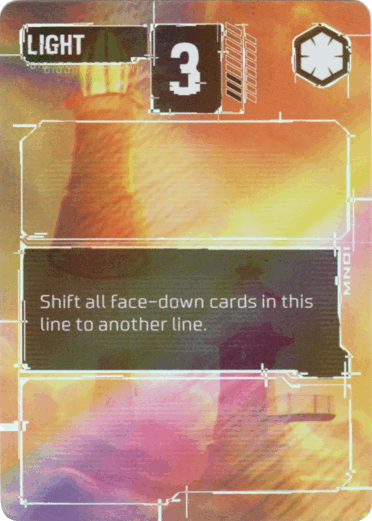 LIGHT
3
Shift all face-down cards in this
line to another line.
MN01